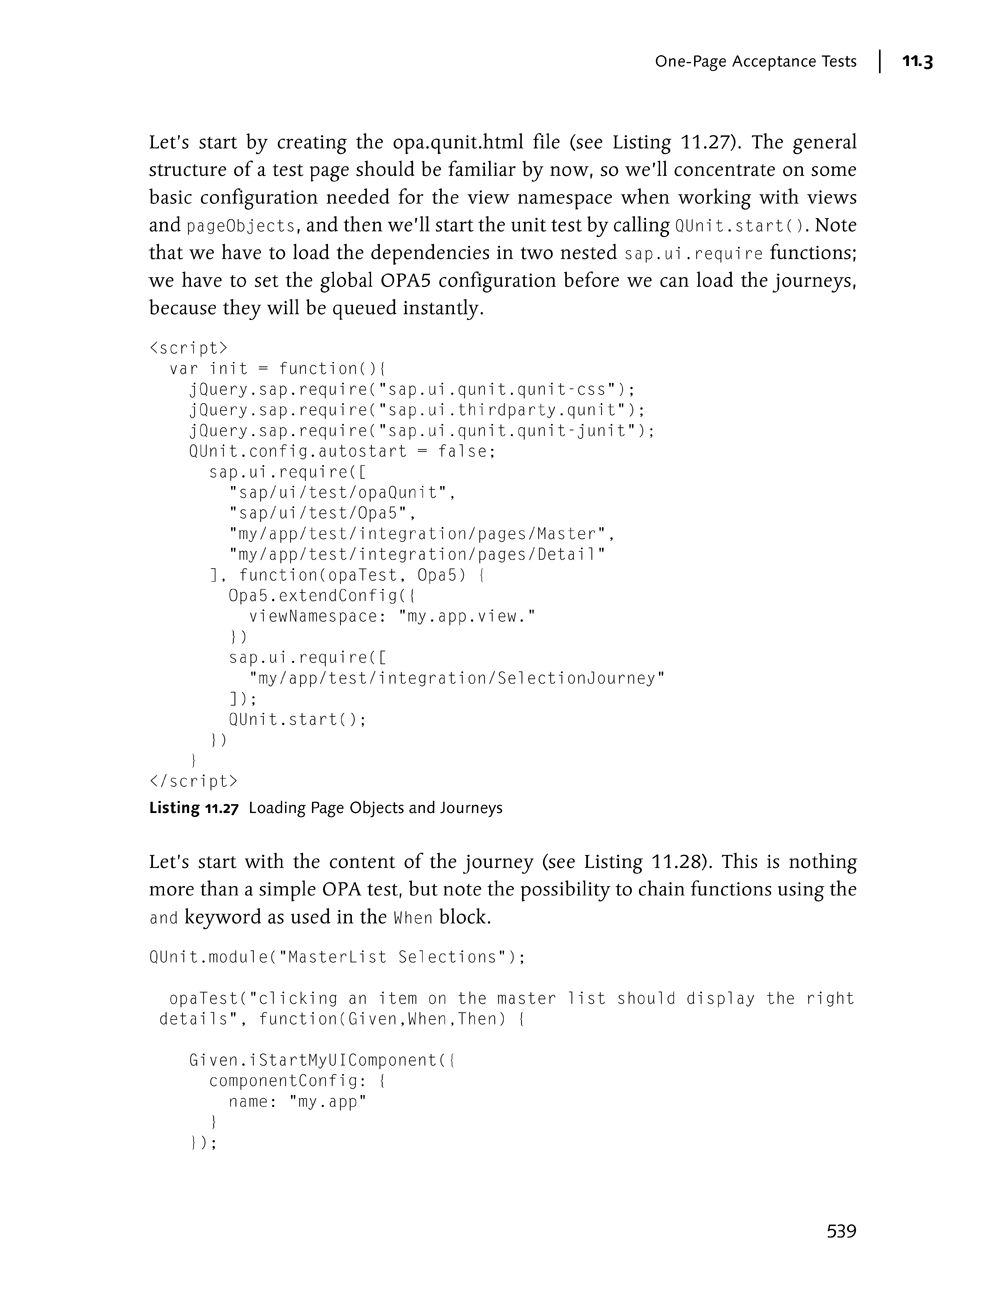 One-Page Acceptance Tests | 11.3
Let's start by creating the opa.qunit.html file (see Listing 11.27). The general
structure of a test page should be familiar by now, so we'll concentrate on some
basic configuration needed for the view namespace when working with views
and pageObjects, and then we'll start the unit test by calling QUnit.start(). Note
that we have to load the dependencies in two nested sap.ui.require functions;
we have to set the global OPA5 configuration before we can load the journeys,
because they will be queued instantly.
<script>
  var init = function(){
    jQuery.sap.require("sap.ui.qunit.qunit-css");
    jQuery.sap.require("sap.ui.thirdparty.qunit");
    jQuery.sap.require("sap.ui.qunit.qunit-junit");
    QUnit.config.autostart = false;
      sap.ui.require([
        "sap/ui/test/opaQunit",
        "sap/ui/test/Opa5",
        "my/app/test/integration/pages/Master",
        "my/app/test/integration/pages/Detail"
      ], function(opaTest, Opa5) {
        Opa5.extendConfig({
          viewNamespace: "my.app.view."
        })
        sap.ui.require([
          "my/app/test/integration/SelectionJourney"
        ]);
        QUnit.start();
      })
    }
</script>
Listing 11.27 Loading Page Objects and Journeys
Let's start with the content of the journey (see Listing 11.28). This is nothing
more than a simple OPA test, but note the possibility to chain functions using the
and keyword as used in the When block.
QUnit.module("MasterList Selections");
  opaTest("clicking an item on the master list should display the right
 details", function(Given,When,Then) {
    Given.iStartMyUIComponent({
      componentConfig: {
        name: "my.app"
      }
    });
539